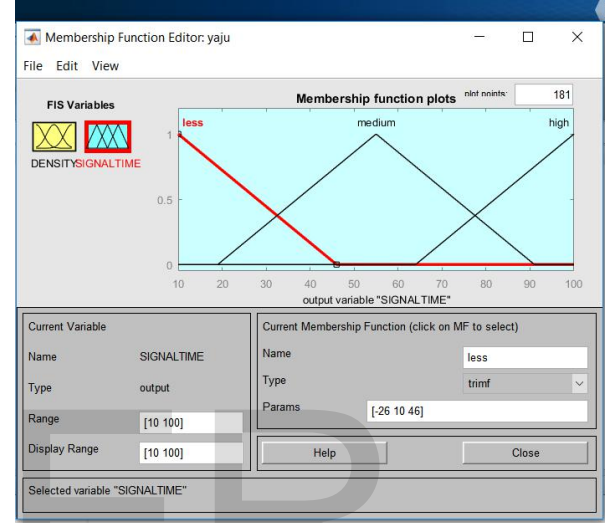 Membership Function Editor: yaju
File Edit View
FIS Variables
DENSITY SIGNALTIME
Membership function plots plot points: 181
less medium high
1
0.5
0
10 20 30 40 50 60 70 80 90 100
output variable "SIGNALTIME"
Current Variable
Name SIGNALTIME
Type output
Range [10 100]
Display Range [10 100]
Current Membership Function (click on MF to select)
Name less
Type trimf
Params [-26 10 46]
Help Close
Selected variable "SIGNALTIME"